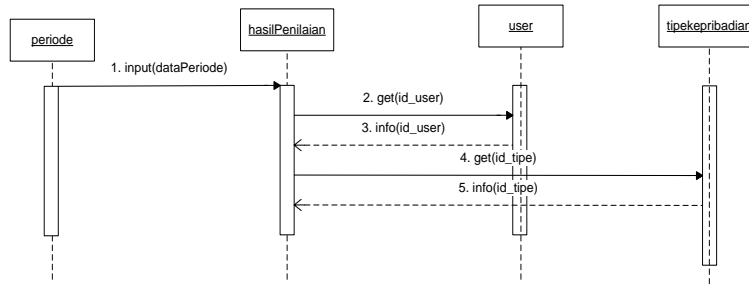 periode
hasilPenilaian
user
tipekepribadian
1. input(dataPeriode)
2. get(id_user)
3. info(id_user)
4. get(id_tipe)
5. info(id_tipe)